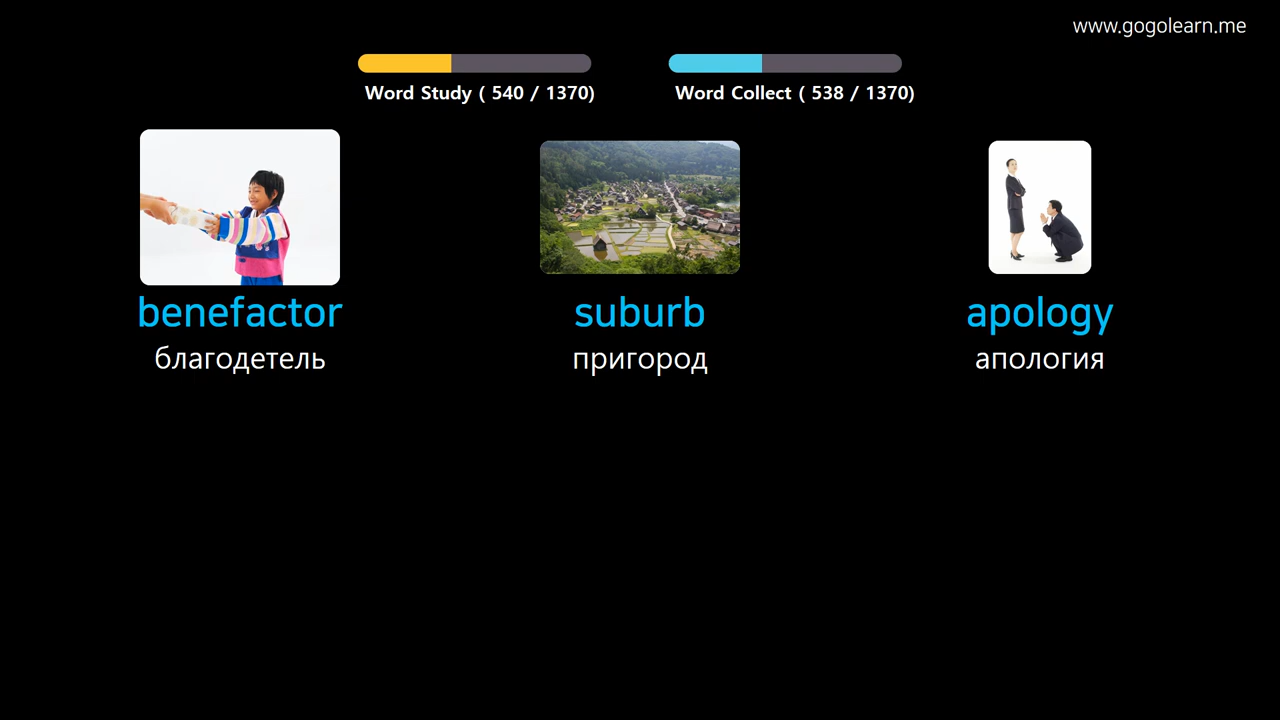 www.gogolearn.me
Word Study ( 540 / 1370)
Word Collect ( 538 / 1370)
benefactor
благодетель
suburb
пригород
apology
апология